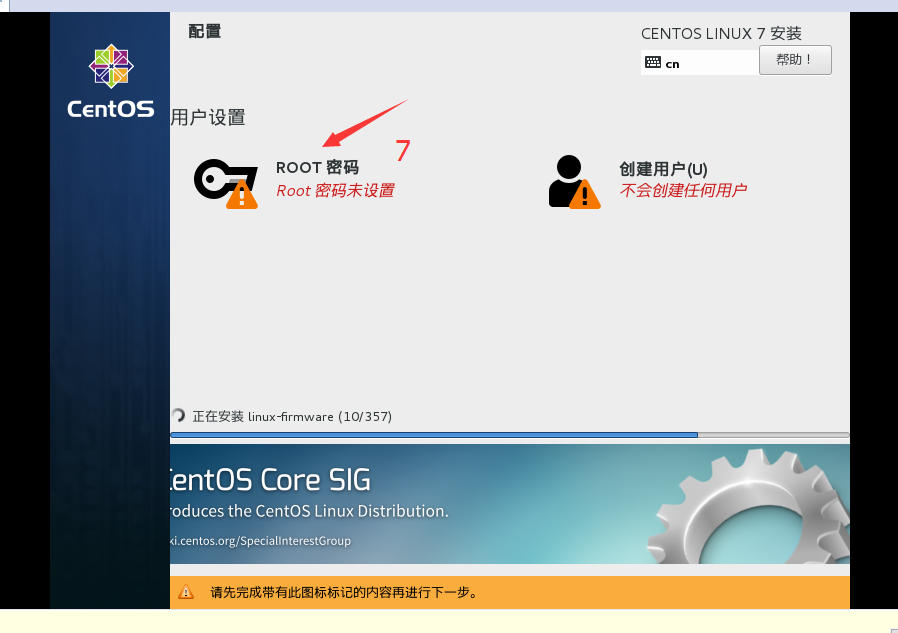 配置
CENTOS LINUX 7 安装
cn
帮助！
CentOS
用户设置
7
ROOT 密码
Root 密码未设置
创建用户(U)
不会创建任何用户
正在安装 linux-firmware (10/357)
CentOS Core SIG
roduces the CentOS Linux Distribution.
ki.centos.org/SpecialInterestGroup
请先完成带有此图标标记的内容再进行下一步。